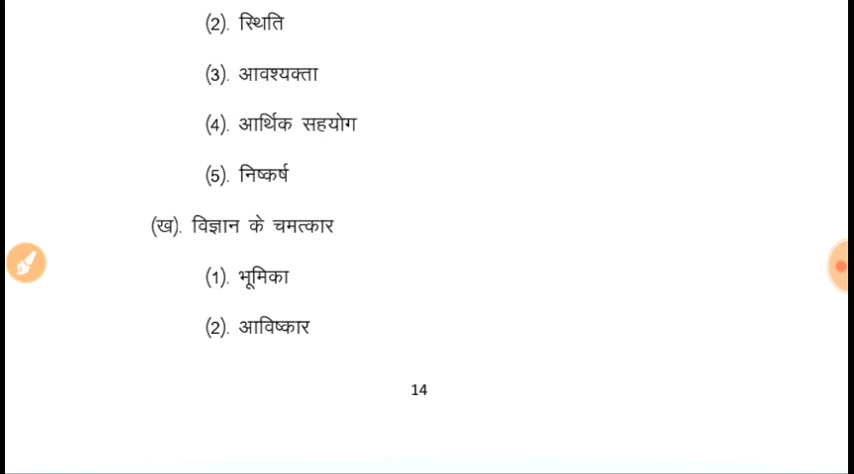 (2). स्थिति
(3). आवश्यक्ता
(4). आर्थिक सहयोग
(5). निष्कर्ष
(ख). विज्ञान के चमत्कार
(1). भूमिका
(2). आविष्कार
14